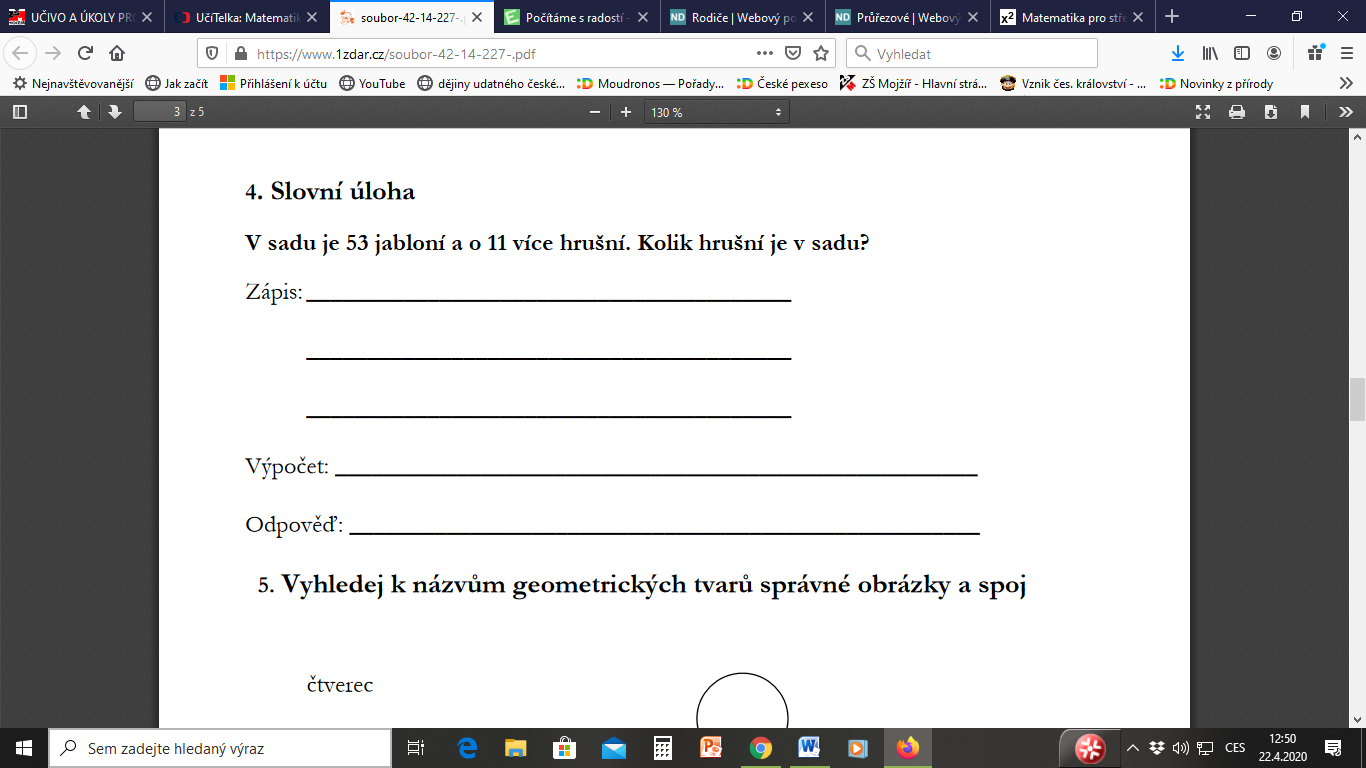 UČIVO A ÚKOLY PR
UčíTelka: Matemati
soubor-42-14-227-.p
Počítáme s radostí -
Rodiče | Webový po
Průřezové | Webový
Matematika pro stře
https://www.1zdar.cz/soubor-42-14-227-.pdf
Vyhledat
Nejnavštěvovanější
Jak začít
Přihlášení k účtu
YouTube
dějiny udatného české...
Moudronos — Pořady...
České pexeso
ZŠ Mojžíř - Hlavní strá...
Vznik čes. království - ...
Novinky z přírody
3 z 5
130 %
4. Slovní úloha
V sadu je 53 jabloní a o 11 více hrušní. Kolik hrušní je v sadu?
Zápis:
Výpočet:
Odpověď:
5. Vyhledej k názvům geometrických tvarů správné obrázky a spoj
čtverec
Sem zadejte hledaný výraz
CES
12:50
22.4.2020